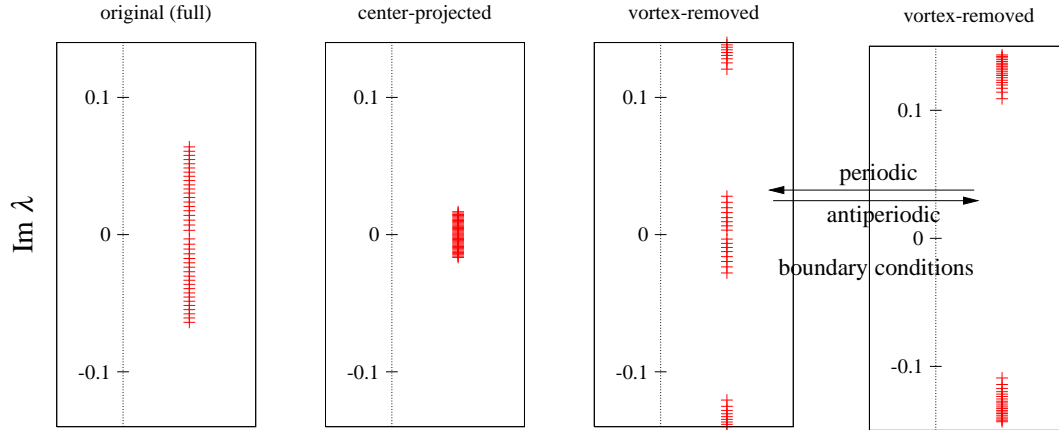 original (full)
center-projected
vortex-removed
vortex-removed
Im λ
0.1
0
-0.1
0.1
0
-0.1
0.1
0
-0.1
0.1
0
-0.1
periodic
antiperiodic
boundary conditions